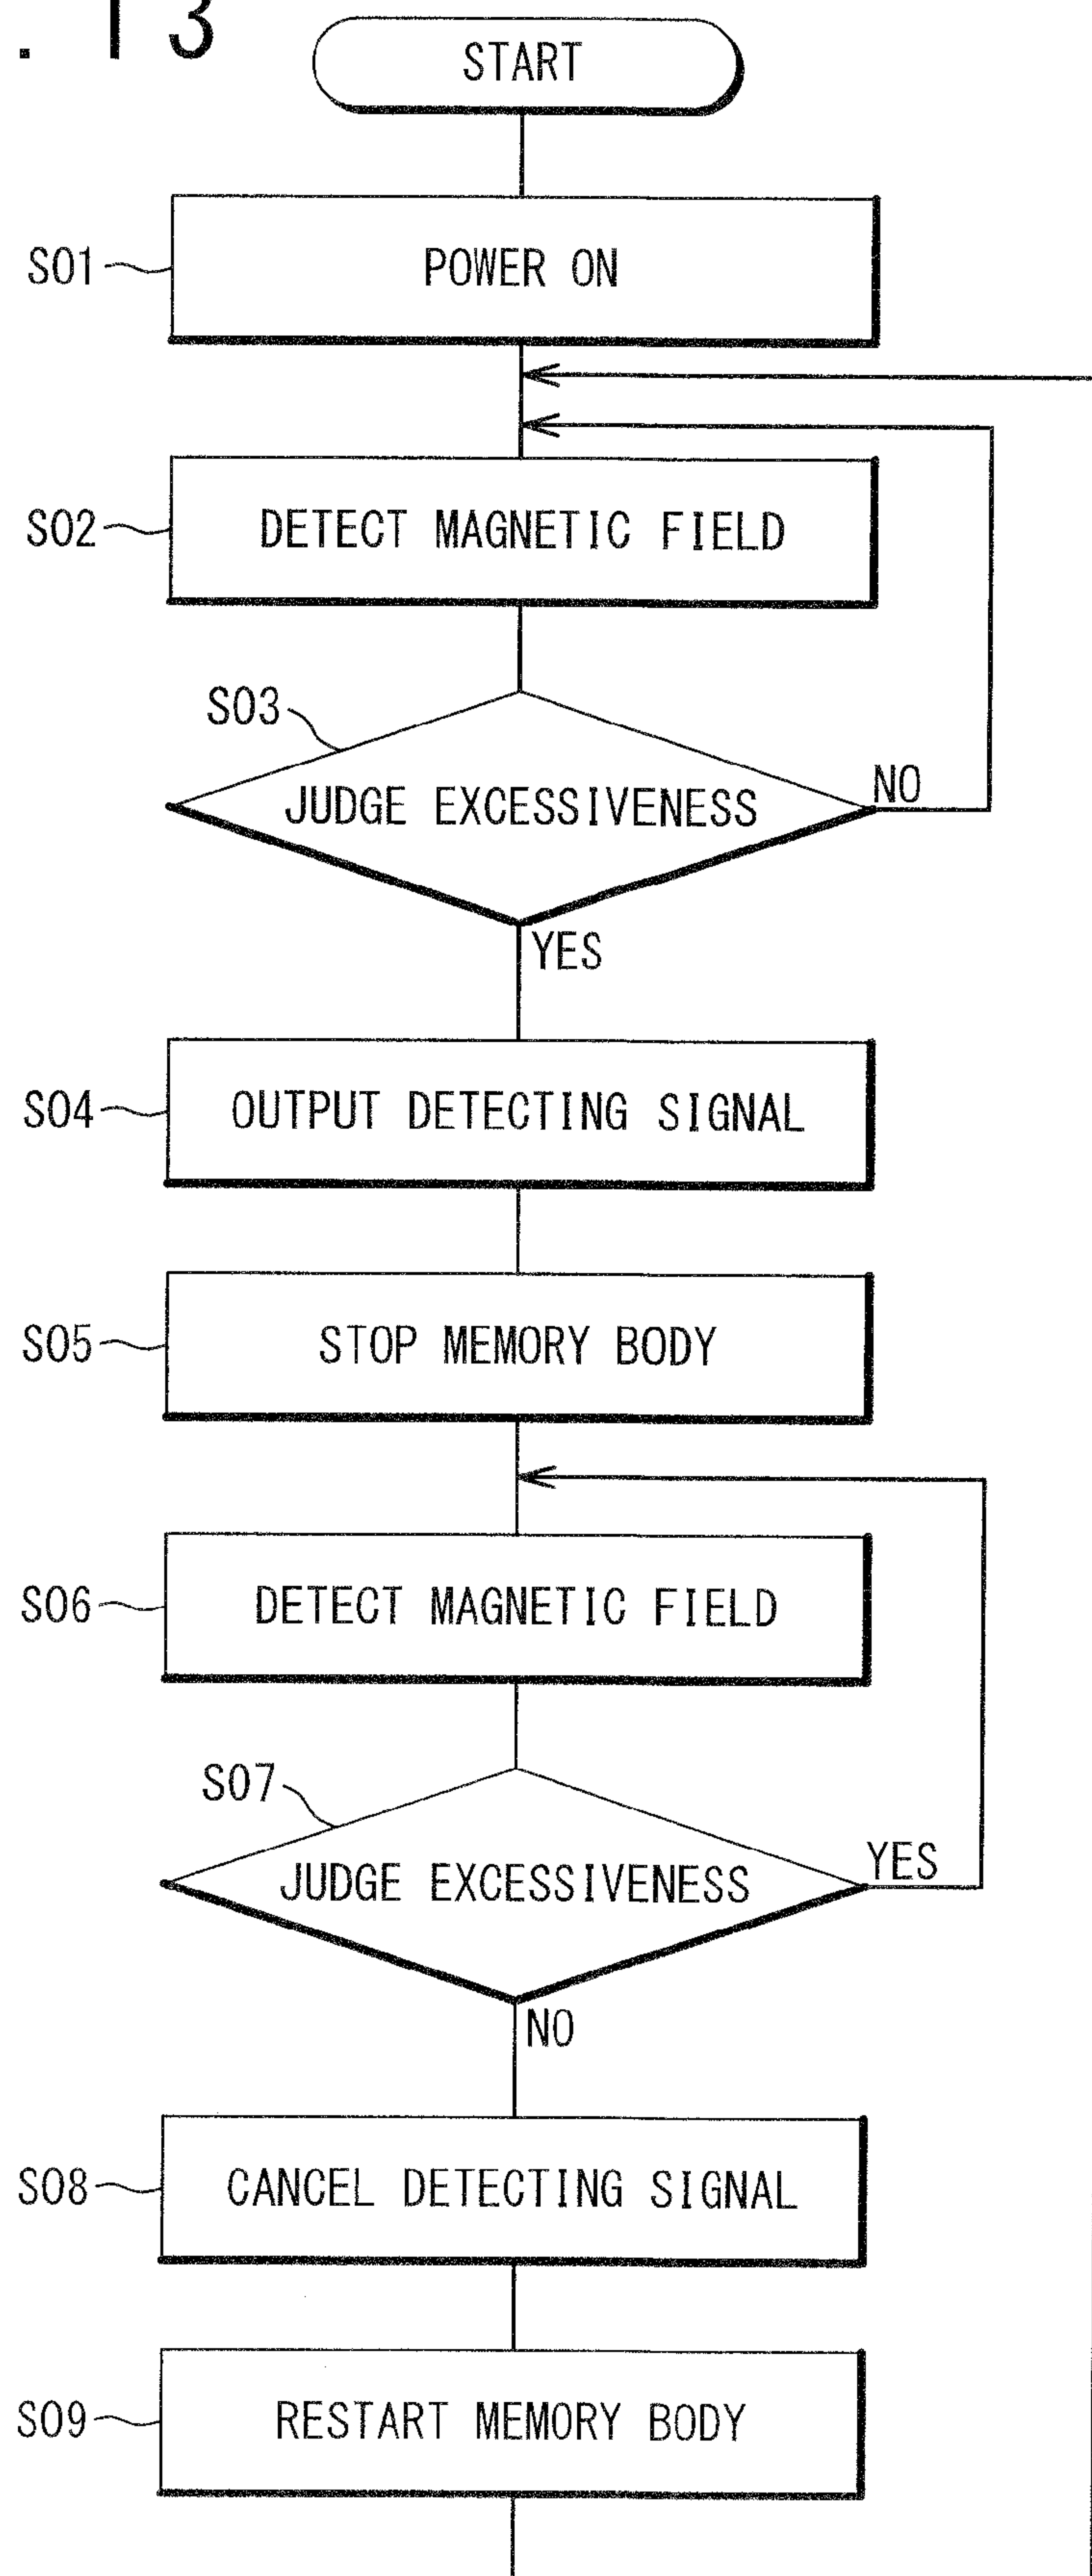 . 13
START
S01
POWER ON
S02
DETECT MAGNETIC FIELD
S03
JUDGE EXCESSIVENESS
NO
YES
S04
OUTPUT DETECTING SIGNAL
S05
STOP MEMORY BODY
S06
DETECT MAGNETIC FIELD
S07
JUDGE EXCESSIVENESS
YES
NO
S08
CANCEL DETECTING SIGNAL
S09
RESTART MEMORY BODY